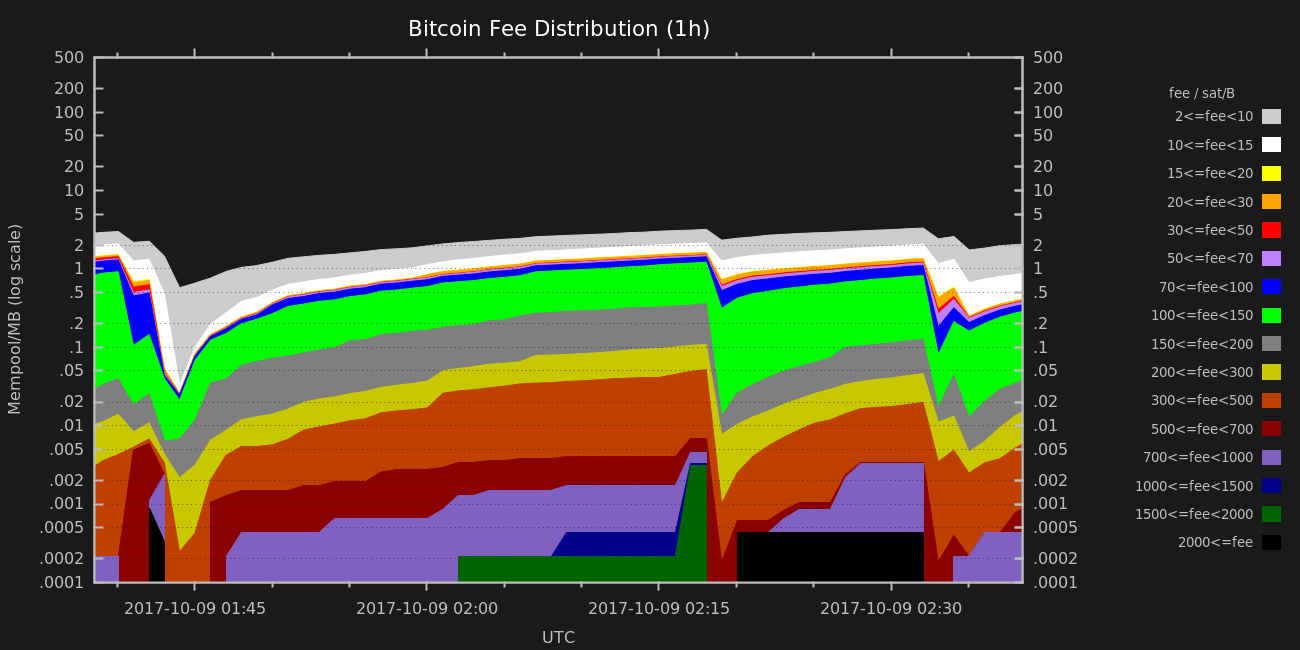 Bitcoin Fee Distribution (1h)
Mempool/MB (log scale)
500
200
100
50
20
10
5
2
1
.5
.2
.1
.05
.02
.01
.005
.002
.001
.0005
.0002
.0001
500
200
100
50
20
10
5
2
1
.5
.2
.1
.05
.02
.01
.005
.002
.001
.0005
.0002
.0001
2017-10-09 01:45
2017-10-09 02:00
2017-10-09 02:15
2017-10-09 02:30
UTC
fee / sat/B
2<=fee<10
10<=fee<15
15<=fee<20
20<=fee<30
30<=fee<50
50<=fee<70
70<=fee<100
100<=fee<150
150<=fee<200
200<=fee<300
300<=fee<500
500<=fee<700
700<=fee<1000
1000<=fee<1500
1500<=fee<2000
2000<=fee